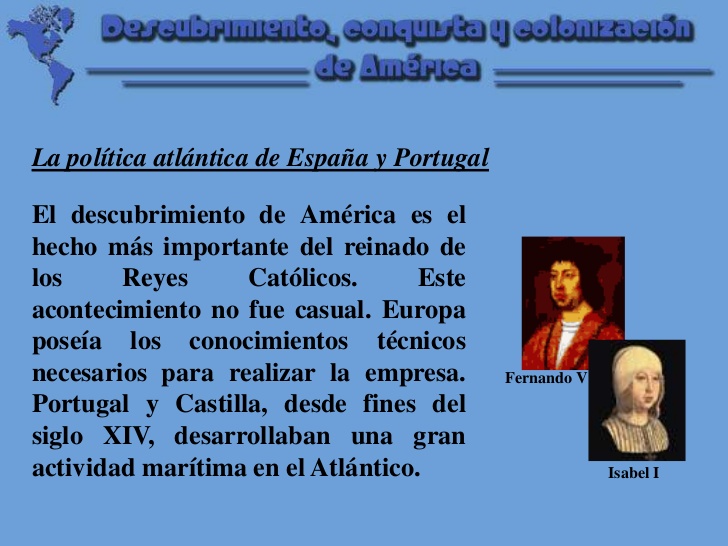 Descubrimiento, conquista y colonización
de América
La política atlántica de España y Portugal
El descubrimiento de América es el
hecho más importante del reinado de
los Reyes Católicos. Este
acontecimiento no fue casual. Europa
poseía los conocimientos técnicos
necesarios para realizar la empresa.
Portugal y Castilla, desde fines del
siglo XIV, desarrollaban una gran
actividad marítima en el Atlántico.
Fernando V
Isabel I